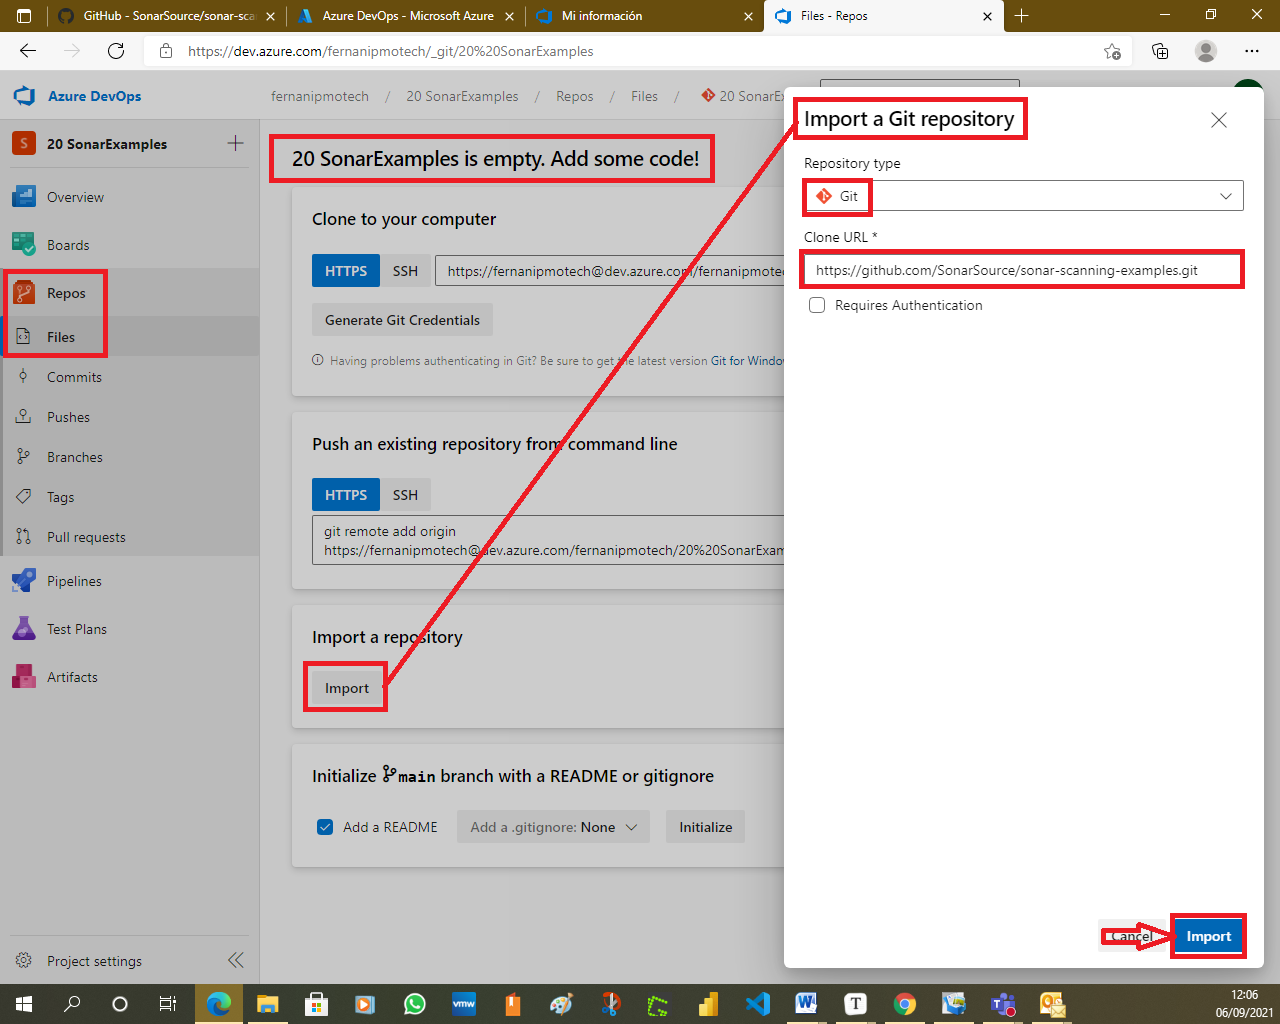 GitHub - SonarSource/sonar-scan
Azure DevOps - Microsoft Azure
Mi información
Files - Repos
https://dev.azure.com/fernanipmotech/_git/20%20SonarExamples
Azure DevOps
fernanipmotech / 20 SonarExamples / Repos / Files / 20 SonarEx
S 20 SonarExamples
Overview
Boards
Repos
Files
Commits
Pushes
Branches
Tags
Pull requests
Pipelines
Test Plans
Artifacts
Project settings
20 SonarExamples is empty. Add some code!
Clone to your computer
HTTPS SSH https://fernanipmotech@dev.azure.com/fernanipmote
Generate Git Credentials
Having problems authenticating in Git? Be sure to get the latest version Git for Window
Push an existing repository from command line
HTTPS SSH
git remote add origin
https://fernanipmotech@dev.azure.com/fernanipmotech/20%20SonarExam
Import a repository
Import
Initialize main branch with a README or gitignore
Add a README Add a .gitignore: None Initialize
Import a Git repository
Repository type
Git
Clone URL *
https://github.com/SonarSource/sonar-scanning-examples.git
Requires Authentication
Cancel Import
vmw
T
12:06
06/09/2021